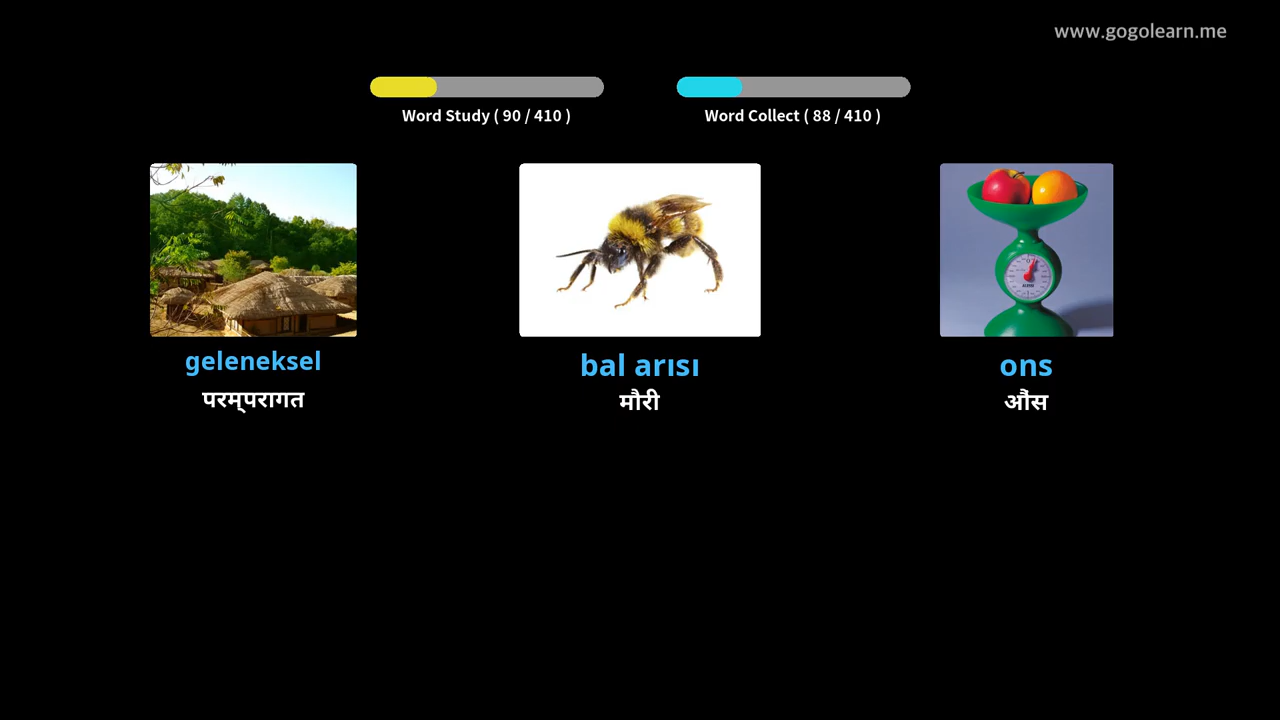 www.gogolearn.me
Word Study ( 90 / 410 )
Word Collect ( 88 / 410 )
geleneksel
परम्परागत
bal arısı
मौरी
ons
औंस